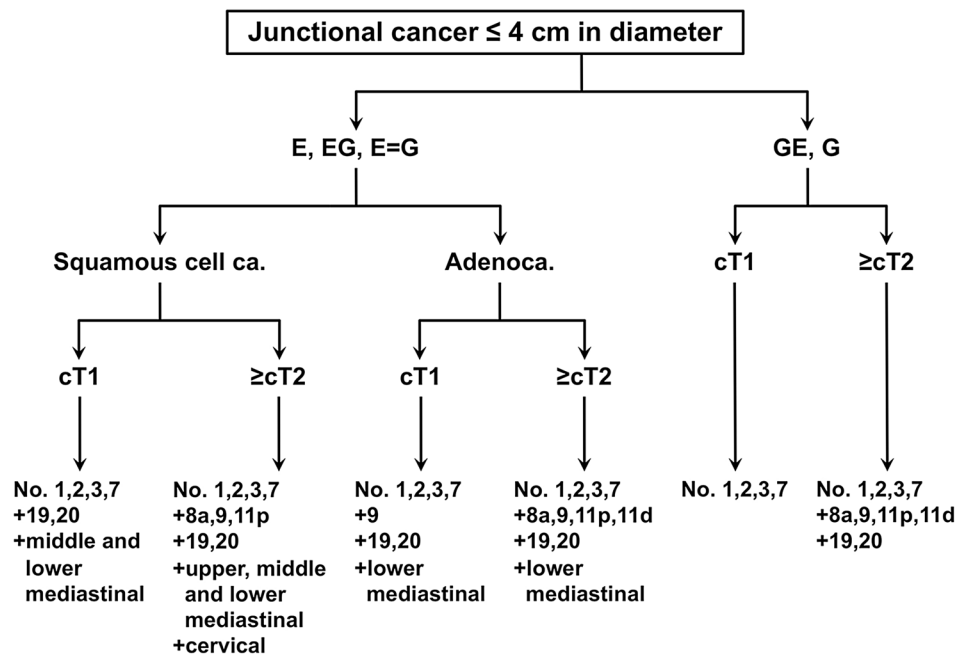 Junctional cancer ≤ 4 cm in diameter
E, EG, E=G
GE, G
Squamous cell ca.
Adenoca.
cT1
≥cT2
cT1
≥cT2
cT1
≥cT2
No. 1,2,3,7
+19,20
+middle and
lower
mediastinal
No. 1,2,3,7
+8a,9,11p
+19,20
+upper, middle
and lower
mediastinal
+cervical
No. 1,2,3,7
+9
+19,20
+lower
mediastinal
No. 1,2,3,7
+8a,9,11p,11d
+19,20
+lower
mediastinal
No. 1,2,3,7
No. 1,2,3,7
+8a,9,11p,11d
+19,20